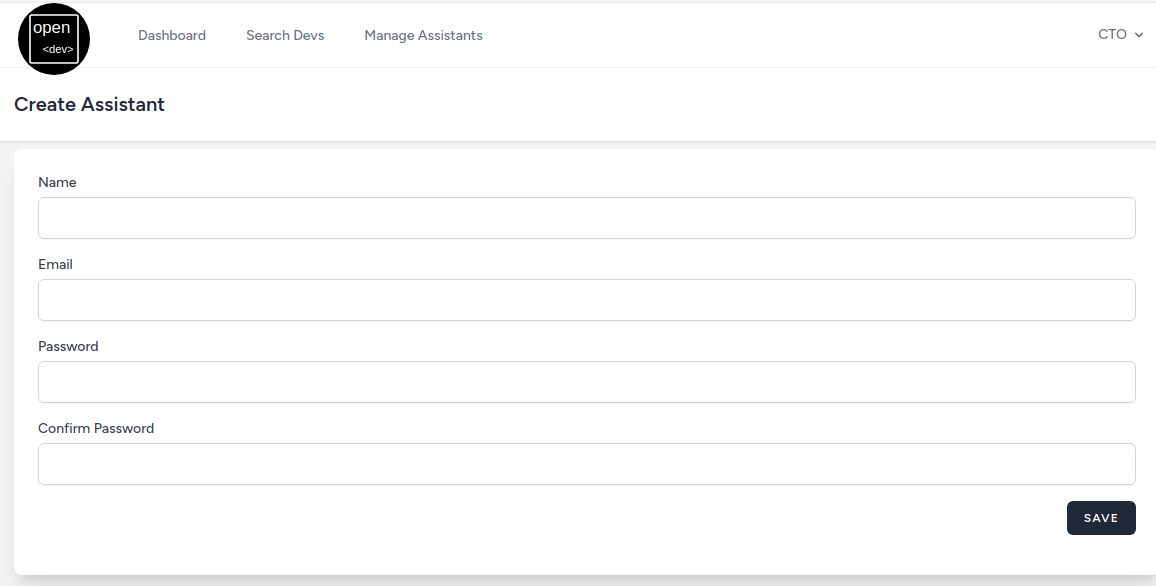 open
<dev>
Dashboard Search Devs Manage Assistants CTO
Create Assistant
Name
Email
Password
Confirm Password
SAVE